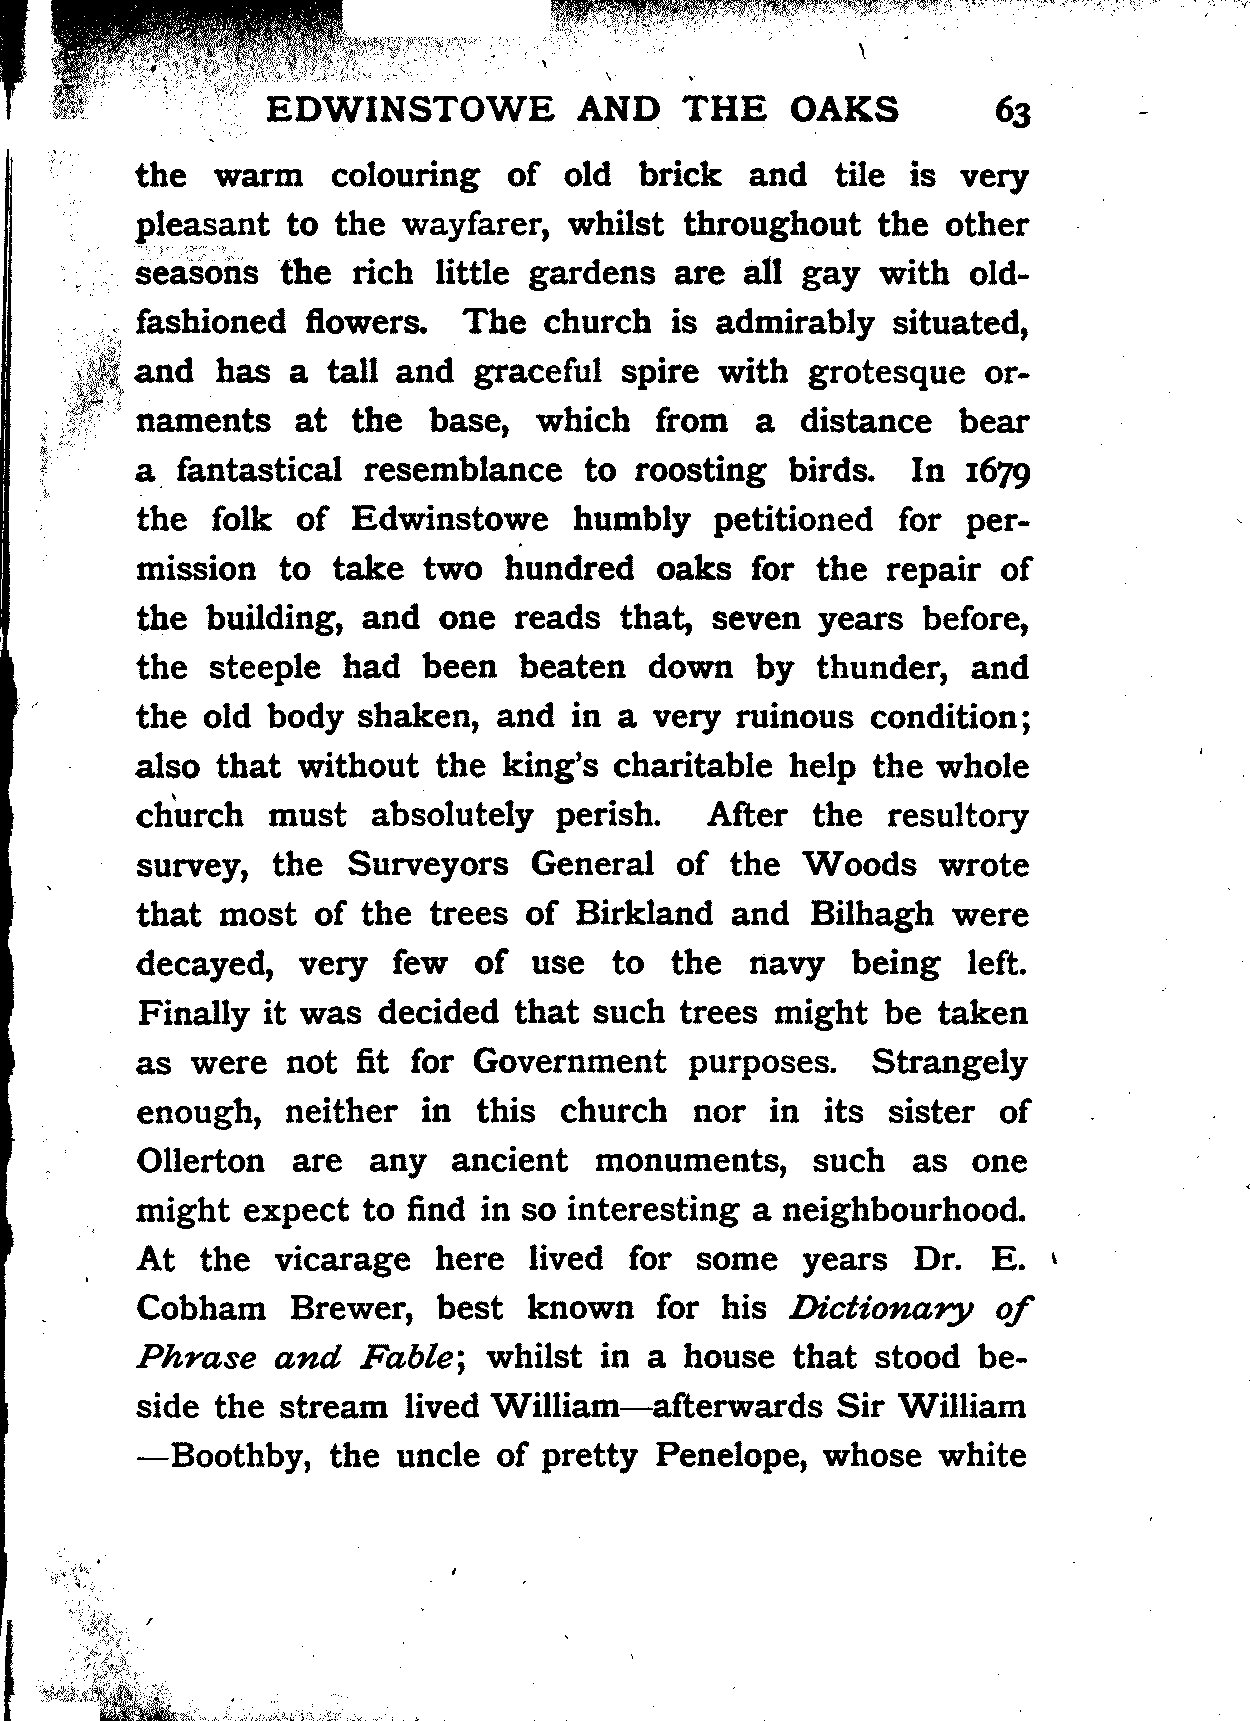 EDWINSTOWE AND THE OAKS 63
the warm colouring of old brick and tile is very
pleasant to the wayfarer, whilst throughout the other
seasons the rich little gardens are all gay with old-
fashioned flowers. The church is admirably situated,
and has a tall and graceful spire with grotesque or-
naments at the base, which from a distance bear
a fantastical resemblance to roosting birds. In 1679
the folk of Edwinstowe humbly petitioned for per-
mission to take two hundred oaks for the repair of
the building, and one reads that, seven years before,
the steeple had been beaten down by thunder, and
the old body shaken, and in a very ruinous condition;
also that without the king's charitable help the whole
church must absolutely perish. After the resultory
survey, the Surveyors General of the Woods wrote
that most of the trees of Birkland and Bilhagh were
decayed, very few of use to the navy being left.
Finally it was decided that such trees might be taken
as were not fit for Government purposes. Strangely
enough, neither in this church nor in its sister of
Ollerton are any ancient monuments, such as one
might expect to find in so interesting a neighbourhood.
At the vicarage here lived for some years Dr. E.
Cobham Brewer, best known for his Dictionary of
Phrase and Fable; whilst in a house that stood be-
side the stream lived William—afterwards Sir William
—Boothby, the uncle of pretty Penelope, whose white